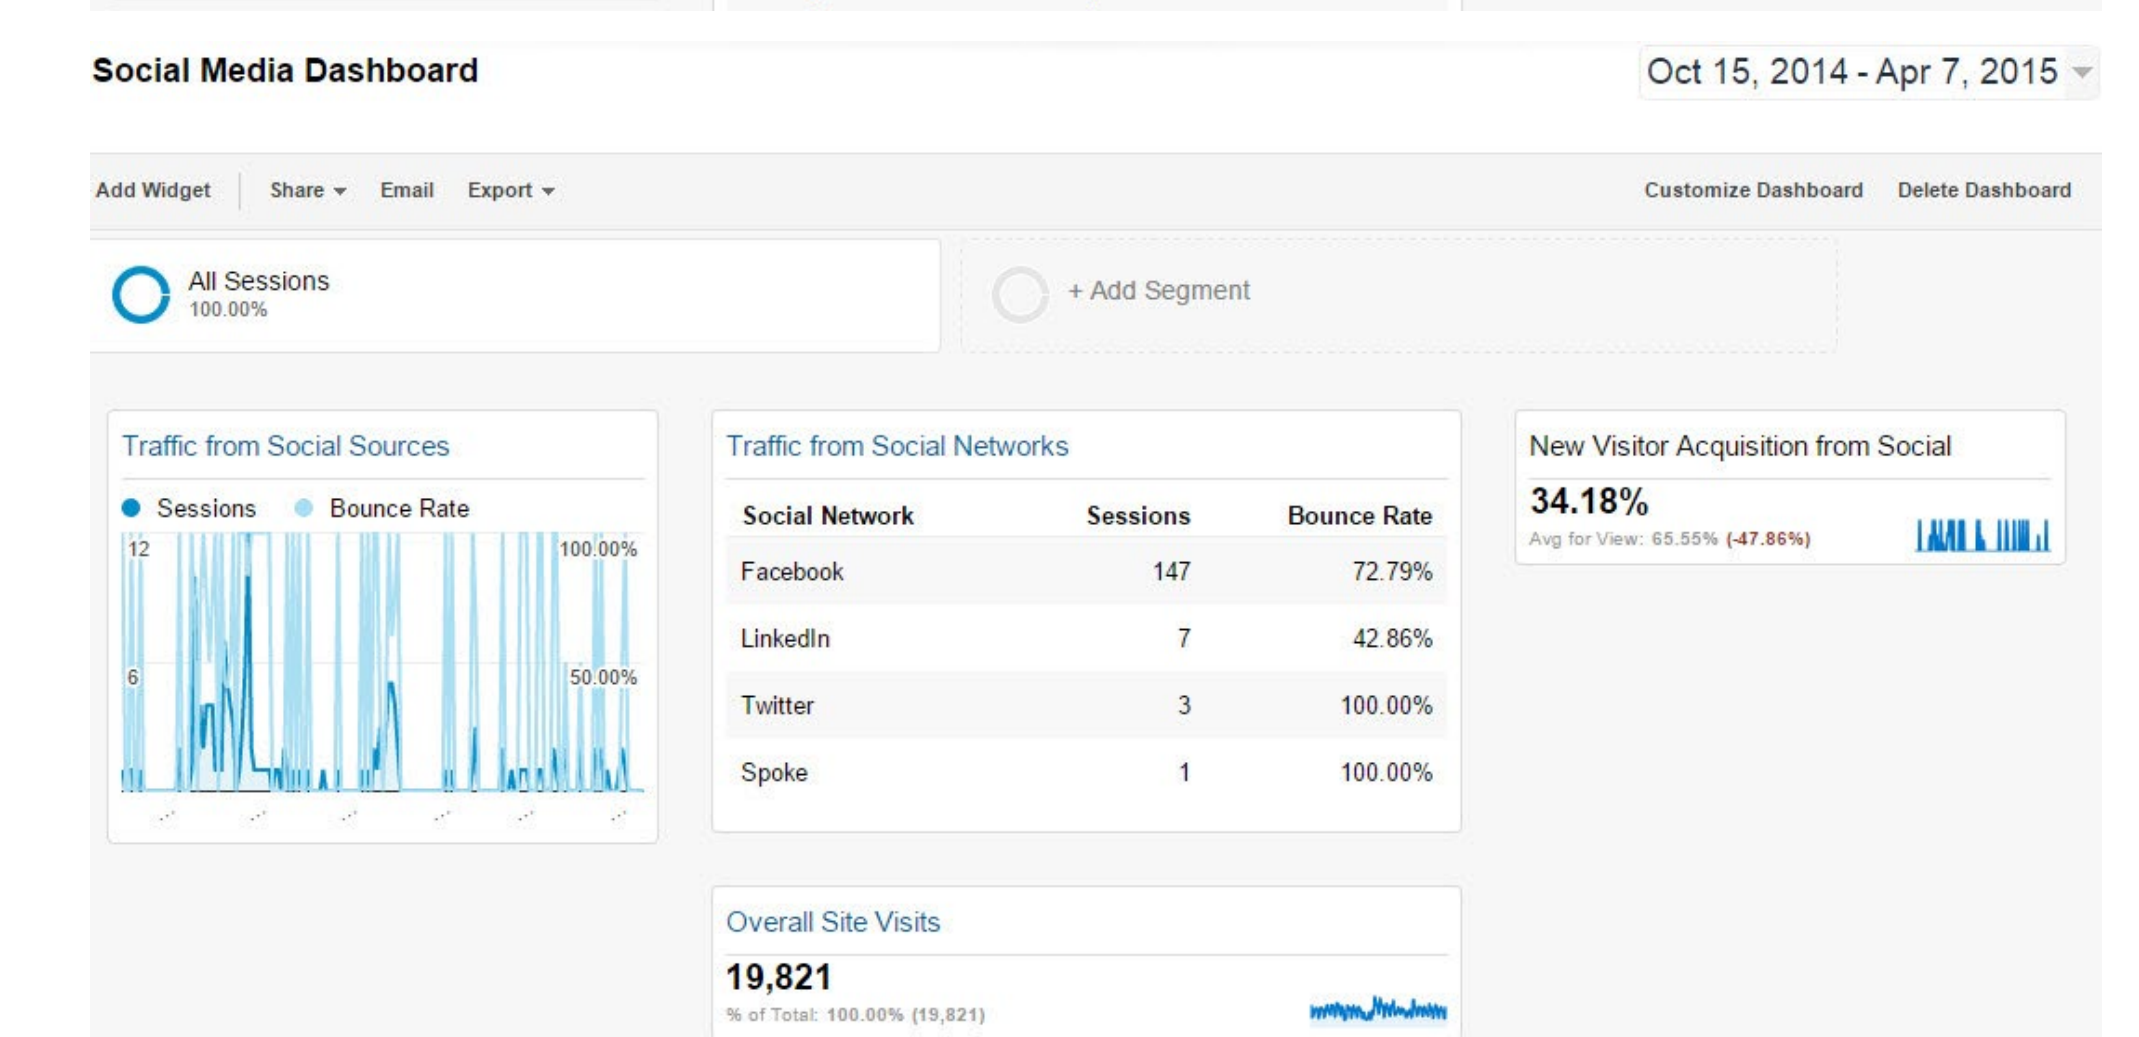 Social Media Dashboard
Oct 15, 2014 - Apr 7, 2015
Add Widget Share Email Export Customize Dashboard Delete Dashboard
All Sessions
100.00%
+ Add Segment
Traffic from Social Sources
Sessions Bounce Rate
12 100.00%
6 50.00%
Traffic from Social Networks
Social Network Sessions Bounce Rate
Facebook 147 72.79%
LinkedIn 7 42.86%
Twitter 3 100.00%
Spoke 1 100.00%
New Visitor Acquisition from Social
34.18%
Avg for View: 65.55% (-47.86%)
Overall Site Visits
19,821
% of Total: 100.00% (19,821)